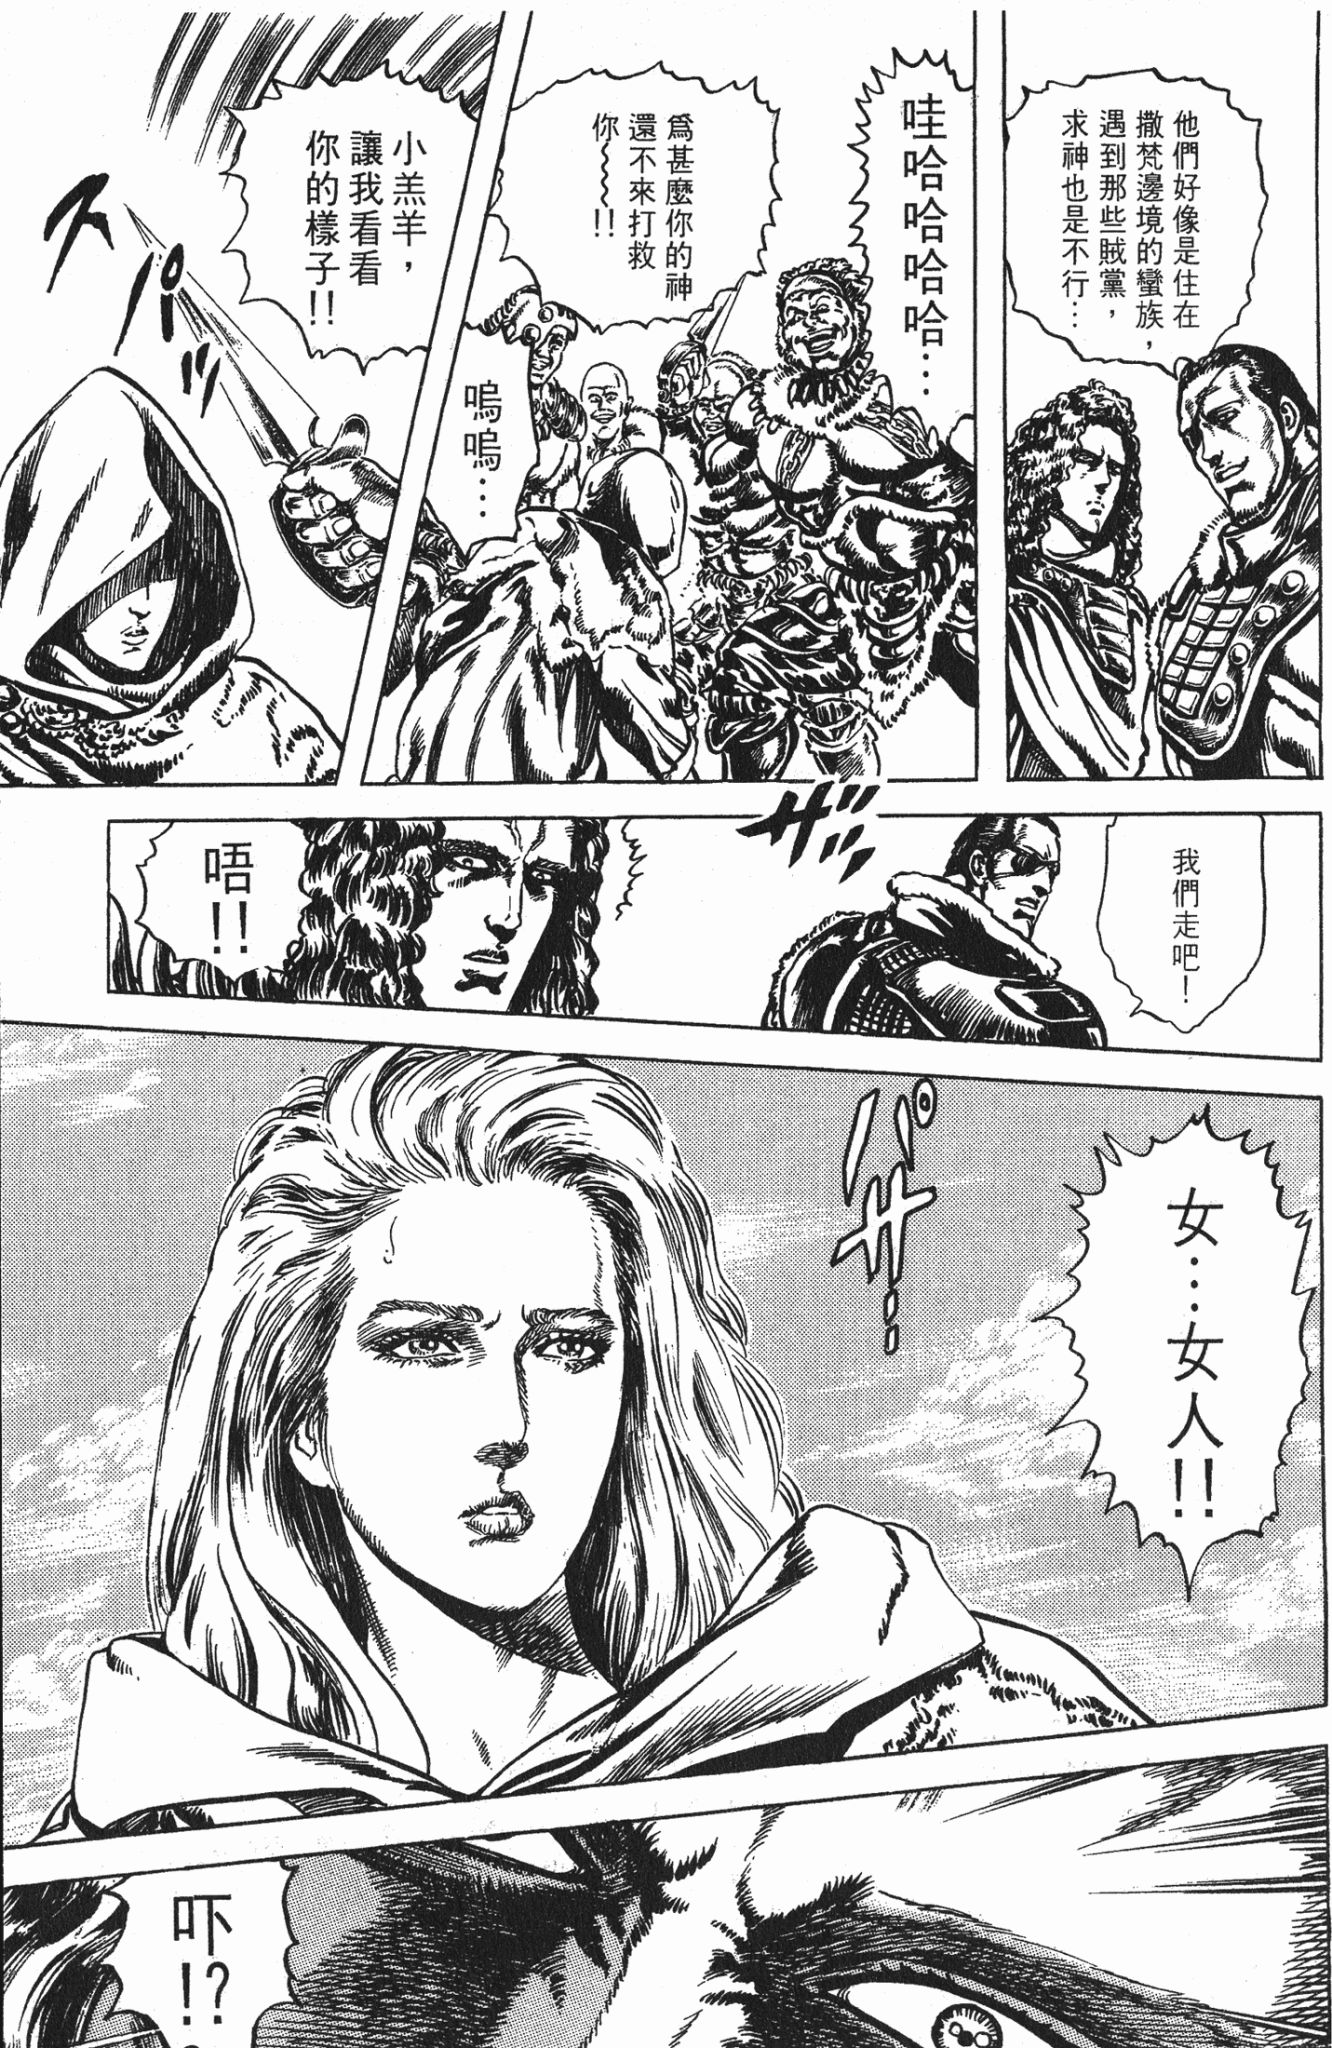 他們好像是住在
撒梵邊境的蠻族，
遇到那些賊黨，
求神也是不行…
哇哈哈哈哈…
爲甚麼你的神
還不來打救
你~~~!!
嗚嗚…
小羔羊，
讓我看看
你的樣子!!
スパッ
我們走吧！
ザッ
唔!!
女…女人!!
バサ
吓!?